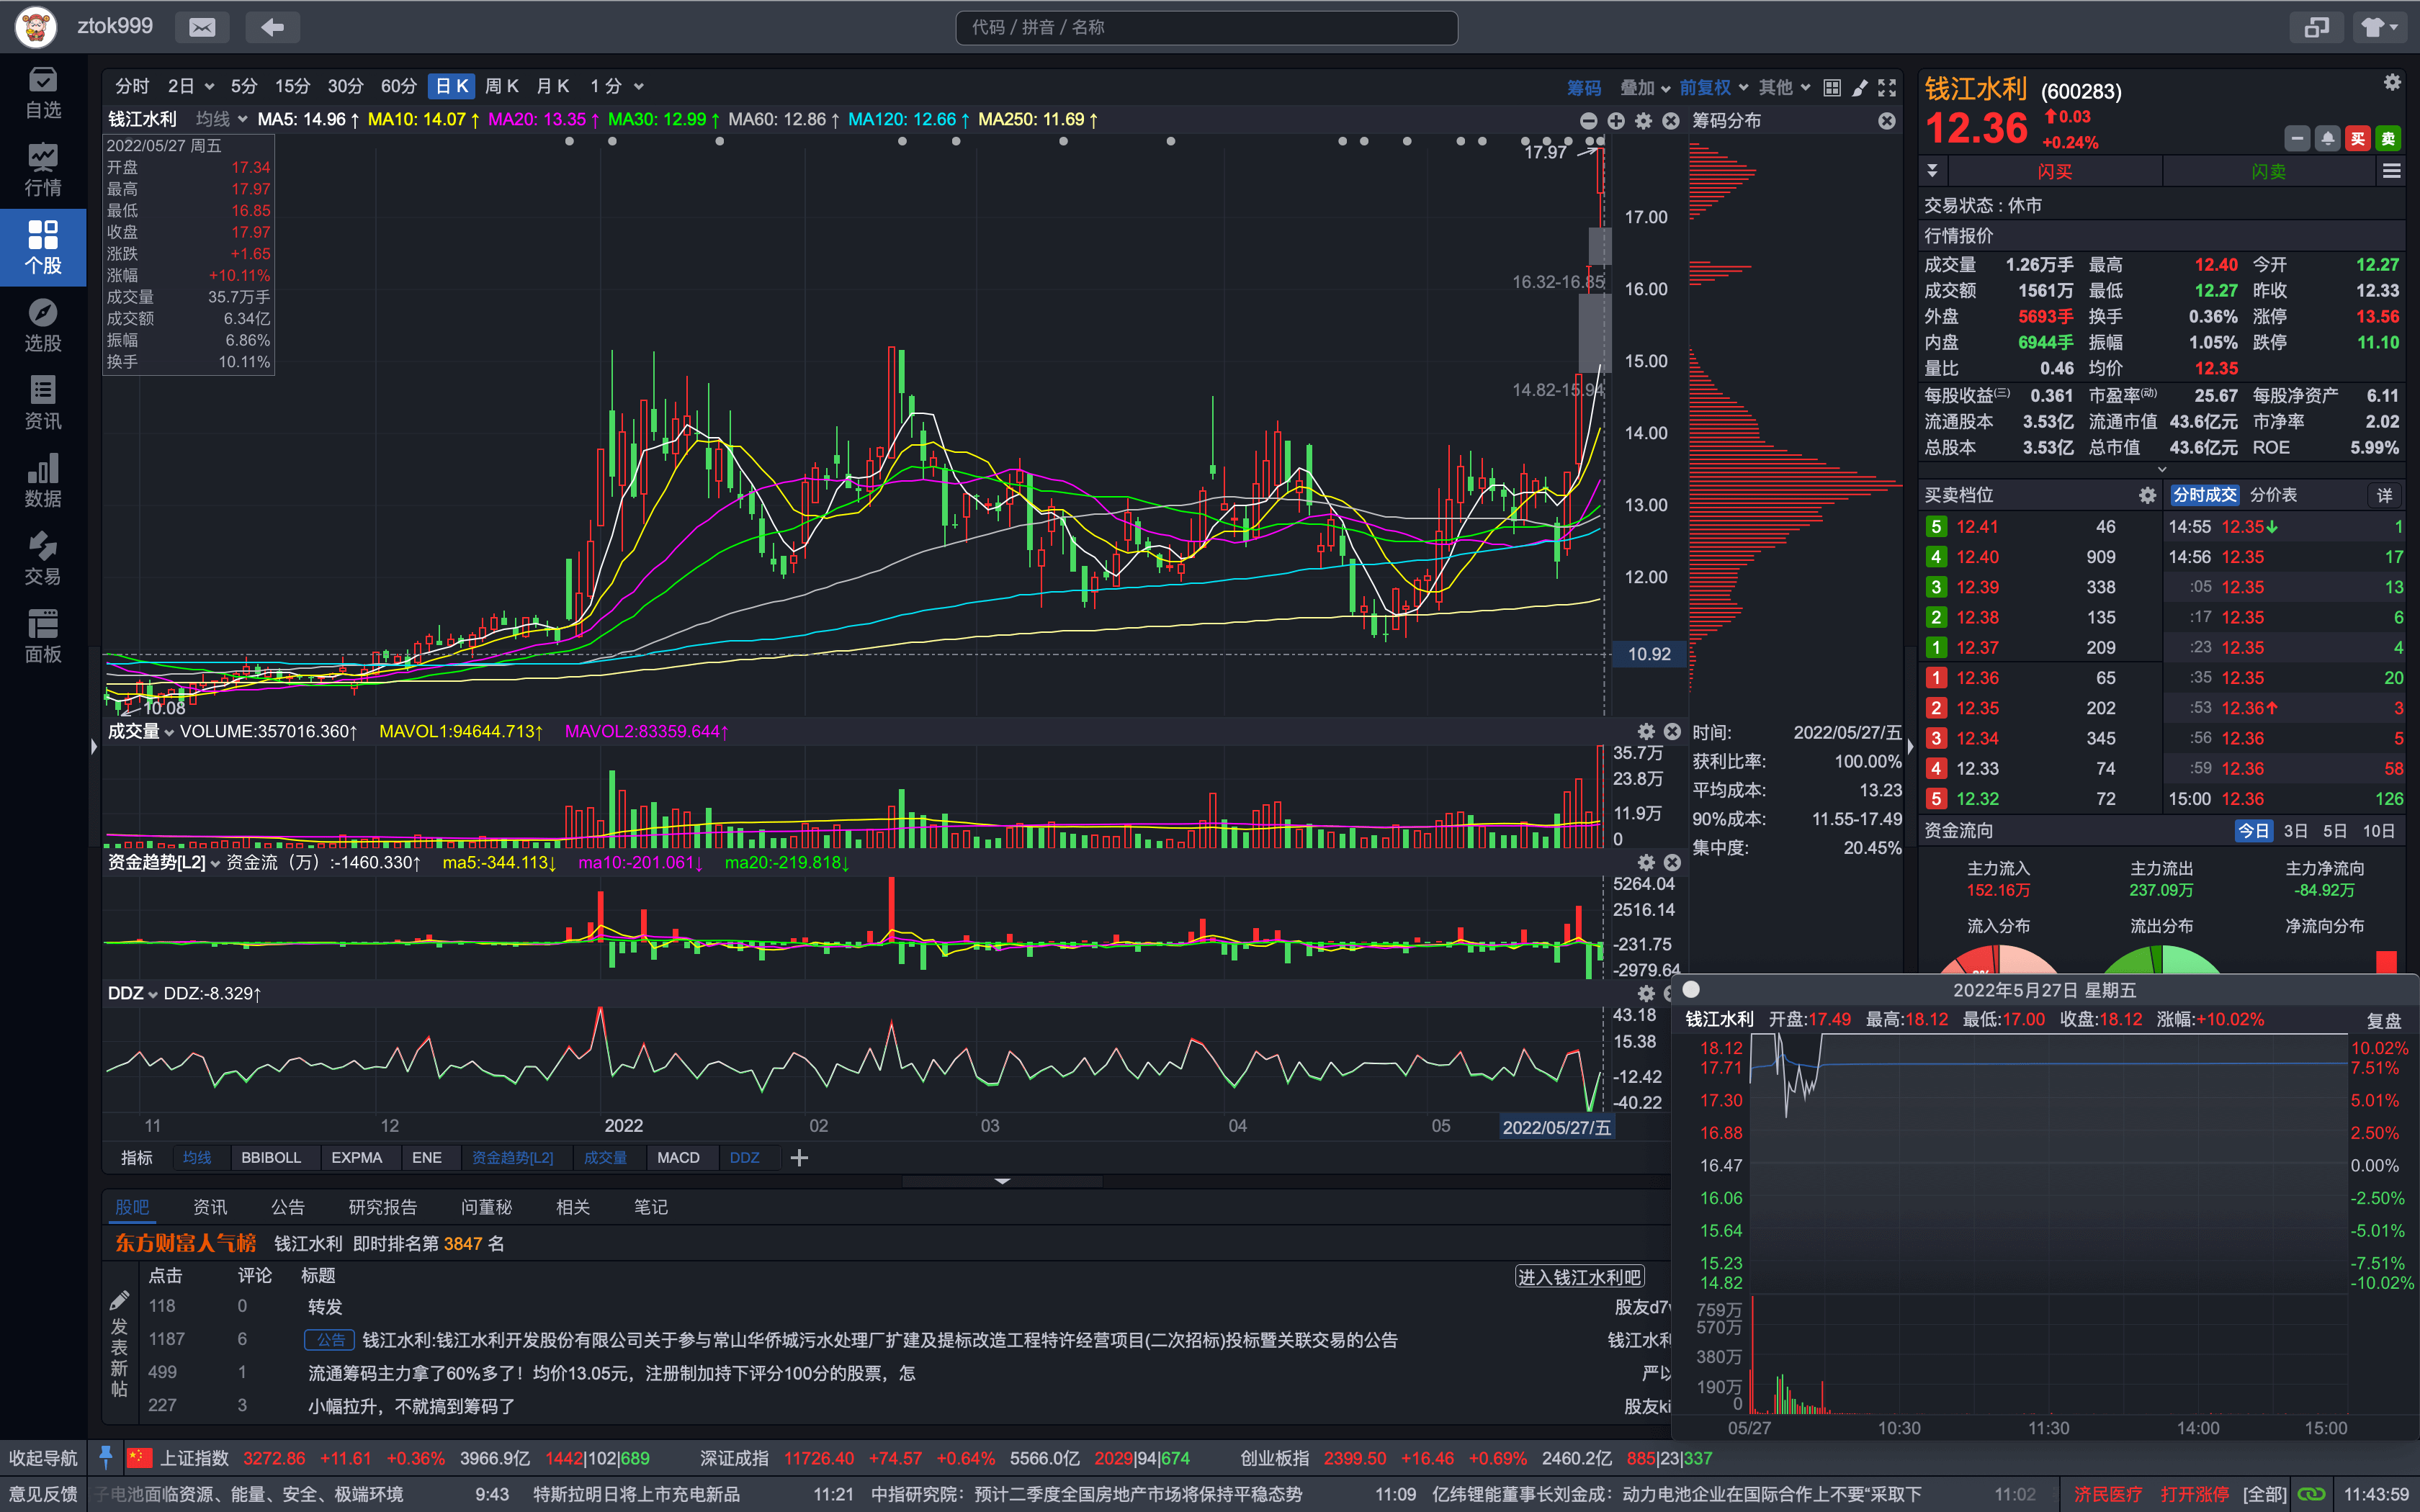 ztok999
代码 / 拼音 / 名称
自选
行情
个股
选股
资讯
数据
交易
面板
分时 2日 5分 15分 30分 60分 日K 周K 月K 1分 筹码 叠加 前复权 其他
钱江水利 均线 MA5: 14.96↑ MA10: 14.07↑ MA20: 13.35↑ MA30: 12.99↑ MA60: 12.86↑ MA120: 12.66↑ MA250: 11.69↑
筹码分布
2022/05/27 周五
开盘 17.34
最高 17.97
最低 16.85
收盘 17.97
涨跌 +1.65
涨幅 +10.11%
成交量 35.7万手
成交额 6.34亿
振幅 6.86%
换手 10.11%
17.97
17.00
16.32-16.85
16.00
15.00
14.82-15.94
14.00
13.00
12.00
10.92
10.08
成交量 VOLUME:357016.360↑ MAVOL1:94644.713↑ MAVOL2:83359.644↑
35.7万
23.8万
11.9万
0
资金趋势[L2] 资金流（万）:-1460.330↑ ma5:-344.113↓ ma10:-201.061↓ ma20:-219.818↓
5264.04
2516.14
-231.75
-2979.64
DDZ DDZ:-8.329↑
43.18
15.38
-12.42
-40.22
11 12 2022 02 03 04 05 2022/05/27/五
指标 均线 BBIBOLL EXPMA ENE 资金趋势[L2] 成交量 MACD DDZ
时间: 2022/05/27/五
获利比率: 100.00%
平均成本: 13.23
90%成本: 11.55-17.49
集中度: 20.45%
股吧 资讯 公告 研究报告 问董秘 相关 笔记
东方财富人气榜 钱江水利 即时排名第 3847 名
点击 评论 标题 进入钱江水利吧
发表新帖
118 0 转发 股友d7
1187 6 公告 钱江水利:钱江水利开发股份有限公司关于参与常山华侨城污水处理厂扩建及提标改造工程特许经营项目(二次招标)投标暨关联交易的公告 钱江水利
499 1 流通筹码主力拿了60%多了！均价13.05元，注册制加持下评分100分的股票，怎 严以
227 3 小幅拉升，不就搞到筹码了 股友ki
钱江水利 (600283)
12.36 ↑0.03
+0.24%
买 卖
闪买 闪卖
交易状态 : 休市
行情报价
成交量 1.26万手 最高 12.40 今开 12.27
成交额 1561万 最低 12.27 昨收 12.33
外盘 5693手 换手 0.36% 涨停 13.56
内盘 6944手 振幅 1.05% 跌停 11.10
量比 0.46 均价 12.35
每股收益(三) 0.361 市盈率(动) 25.67 每股净资产 6.11
流通股本 3.53亿 流通市值 43.6亿元 市净率 2.02
总股本 3.53亿 总市值 43.6亿元 ROE 5.99%
买卖档位 分时成交 分价表 详
5 12.41 46 14:55 12.35↓ 1
4 12.40 909 14:56 12.35 17
3 12.39 338 :05 12.35 13
2 12.38 135 :17 12.35 6
1 12.37 209 :23 12.35 4
1 12.36 65 :35 12.35 20
2 12.35 202 :53 12.36↑ 3
3 12.34 345 :56 12.36 5
4 12.33 74 :59 12.36 58
5 12.32 72 15:00 12.36 126
资金流向 今日 3日 5日 10日
主力流入 主力流出 主力净流向
152.16万 237.09万 -84.92万
流入分布 流出分布 净流向分布
2022年5月27日 星期五
钱江水利 开盘:17.49 最高:18.12 最低:17.00 收盘:18.12 涨幅:+10.02% 复盘
18.12 10.02%
17.71 7.51%
17.30 5.01%
16.88 2.50%
16.47 0.00%
16.06 -2.50%
15.64 -5.01%
15.23 -7.51%
14.82 -10.02%
759万
570万
380万
190万
0
05/27 10:30 11:30 14:00 15:00
收起导航 上证指数 3272.86 +11.61 +0.36% 3966.9亿 1442|102|689 深证成指 11726.40 +74.57 +0.64% 5566.0亿 2029|94|674 创业板指 2399.50 +16.46 +0.69% 2460.2亿 885|23|337
意见反馈 子电池面临资源、能量、安全、极端环境 9:43 特斯拉明日将上市充电新品 11:21 中指研究院：预计二季度全国房地产市场将保持平稳态势 11:09 亿纬锂能董事长刘金成：动力电池企业在国际合作上不要“采取下 11:02 济民医疗 打开涨停 [全部] 11:43:59